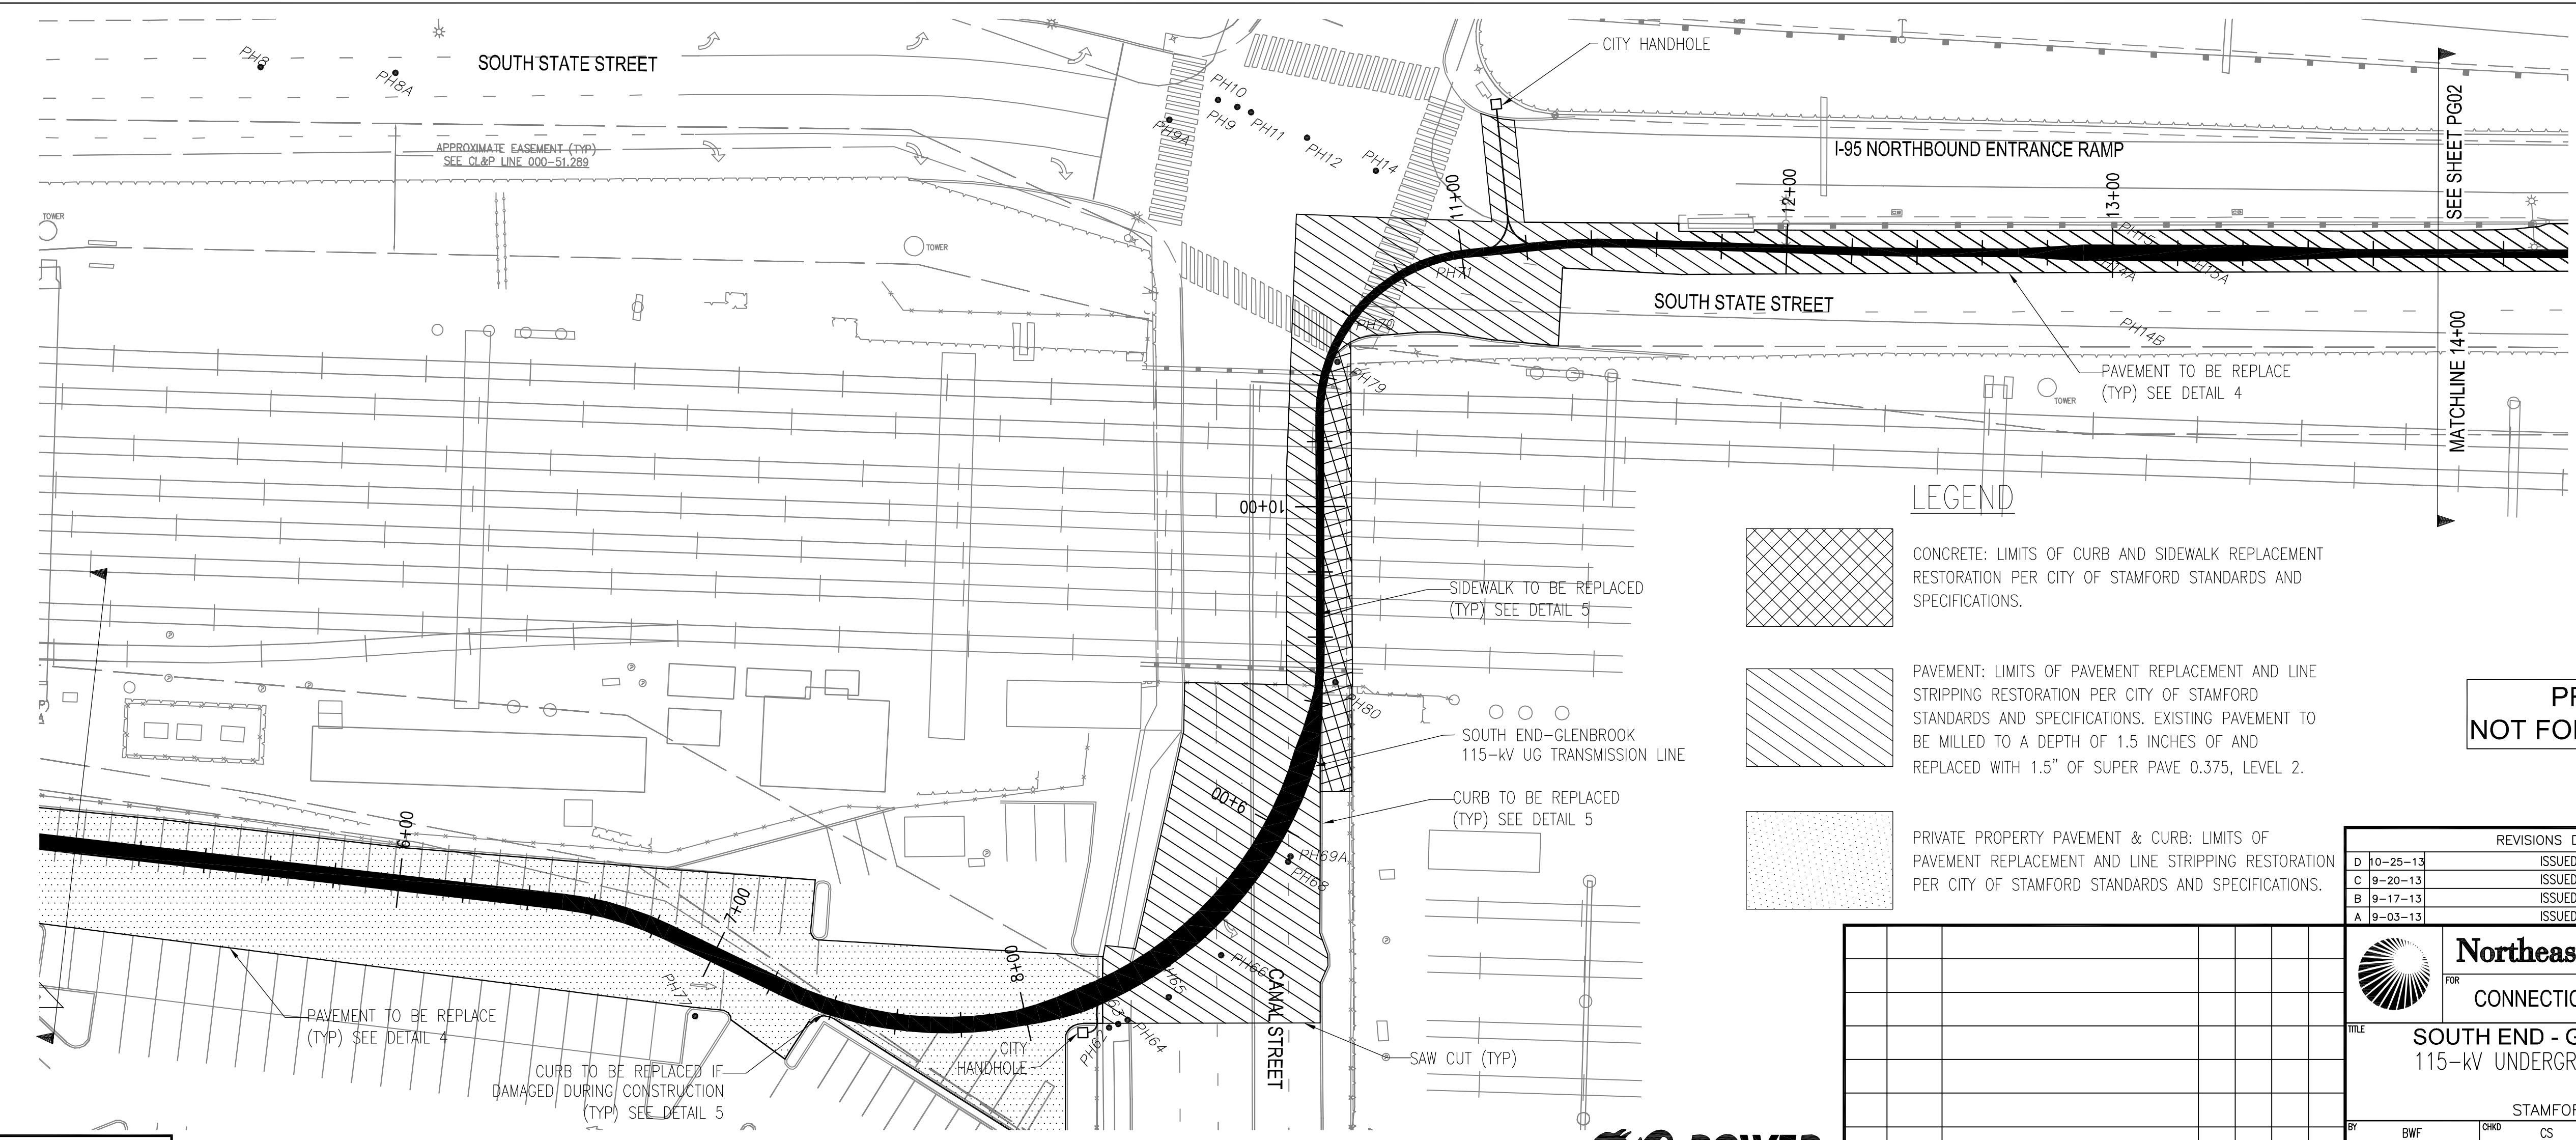 SOUTH STATE STREET
PH8
PH8A
APPROXIMATE EASEMENT (TYP)
SEE CL&P LINE 000-51.289
PH9A
PH10
PH9
PH11
PH12
PH14
CITY HANDHOLE
I-95 NORTHBOUND ENTRANCE RAMP
SEE SHEET PG02
MATCHLINE 14+00
TOWER
TOWER
11+00
12+00
13+00
PH71
PH70
PH79
PH15A
PH14B
SOUTH STATE STREET
PAVEMENT TO BE REPLACE
(TYP) SEE DETAIL 4
TOWER
10+00
SIDEWALK TO BE REPLACED
(TYP) SEE DETAIL 5
PH80
SOUTH END-GLENBROOK
115-kV UG TRANSMISSION LINE
CURB TO BE REPLACED
(TYP) SEE DETAIL 5
9+00
PH69A
PH68
PH66
CANAL STREET
PH64
PH62
SAW CUT (TYP)
6+00
7+00
8+00
PH77
CITY
HANDHOLE
PAVEMENT TO BE REPLACE
(TYP) SEE DETAIL 4
CURB TO BE REPLACED IF
DAMAGED DURING CONSTRUCTION
(TYP) SEE DETAIL 5
LEGEND
CONCRETE: LIMITS OF CURB AND SIDEWALK REPLACEMENT
RESTORATION PER CITY OF STAMFORD STANDARDS AND
SPECIFICATIONS.
PAVEMENT: LIMITS OF PAVEMENT REPLACEMENT AND LINE
STRIPPING RESTORATION PER CITY OF STAMFORD
STANDARDS AND SPECIFICATIONS. EXISTING PAVEMENT TO
BE MILLED TO A DEPTH OF 1.5 INCHES OF AND
REPLACED WITH 1.5" OF SUPER PAVE 0.375, LEVEL 2.
PRIVATE PROPERTY PAVEMENT & CURB: LIMITS OF
PAVEMENT REPLACEMENT AND LINE STRIPPING RESTORATION
PER CITY OF STAMFORD STANDARDS AND SPECIFICATIONS.
NOT FO
REVISIONS D
D 10-25-13 ISSUED
C 9-20-13 ISSUED
B 9-17-13 ISSUED
A 9-03-13 ISSUED
Northeas
FOR
CONNECTIC
TITLE
SOUTH END - G
115-kV UNDERGR
STAMFOR
BY BWF CHKD CS